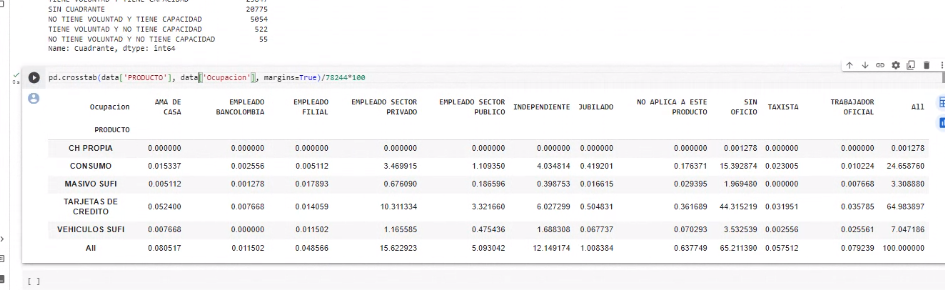 SIN CUADRANTE 20775
NO TIENE VOLUNTAD Y TIENE CAPACIDAD 5054
TIENE VOLUNTAD Y NO TIENE CAPACIDAD 522
NO TIENE VOLUNTAD Y NO TIENE CAPACIDAD 55
Name: Cuadrante, dtype: int64
pd.crosstab(data['PRODUCTO'], data['Ocupacion'], margins=True)/78244*100
Ocupacion AMA DE CASA EMPLEADO BANCOLOMBIA EMPLEADO FILIAL EMPLEADO SECTOR PRIVADO EMPLEADO SECTOR PUBLICO INDEPENDIENTE JUBILADO NO APLICA A ESTE PRODUCTO SIN OFICIO TAXISTA TRABAJADOR OFICIAL All
PRODUCTO
CH PROPIA 0.000000 0.000000 0.000000 0.000000 0.000000 0.000000 0.000000 0.000000 0.001278 0.000000 0.000000 0.001278
CONSUMO 0.015337 0.002556 0.005112 3.469915 1.109350 4.034814 0.419201 0.176371 15.392874 0.023005 0.010224 24.658760
MASIVO SUFI 0.005112 0.001278 0.017893 0.676090 0.186596 0.398753 0.016615 0.029395 1.969480 0.000000 0.007668 3.308880
TARJETAS DE CREDITO 0.052400 0.007668 0.014059 10.311334 3.321660 6.027299 0.504831 0.361689 44.315219 0.031951 0.035785 64.983897
VEHICULOS SUFI 0.007668 0.000000 0.011502 1.165585 0.475436 1.688308 0.067737 0.070293 3.532539 0.002556 0.025561 7.047186
All 0.080517 0.011502 0.048566 15.622923 5.093042 12.149174 1.008384 0.637749 65.211390 0.057512 0.079239 100.000000
[ ]